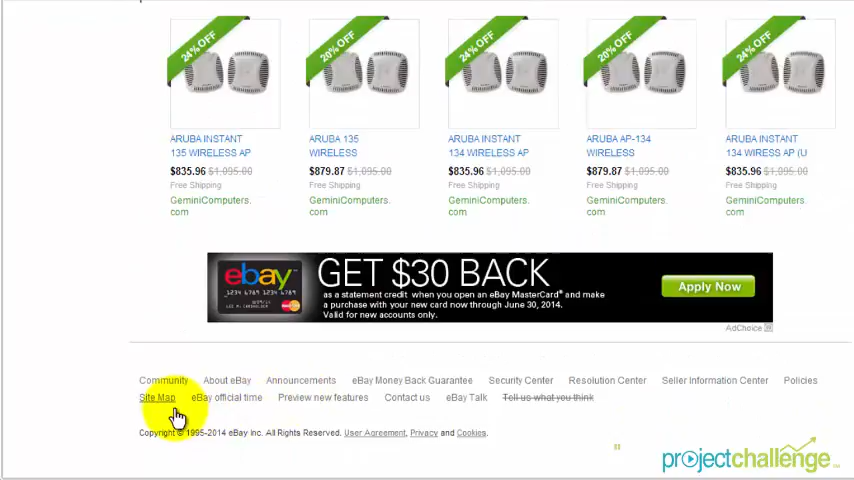 24% OFF 20% OFF 24% OFF 20% OFF 24% OFF
ARUBA INSTANT ARUBA 135 ARUBA INSTANT ARUBA AP-134 ARUBA INSTANT
135 WIRELESS AP WIRELESS 134 WIRELESS AP WIRELESS 134 WIRESS AP (U
$835.96 $1,095.00 $879.87 $1,095.00 $835.96 $1,095.00 $879.87 $1,095.00 $835.96 $1,095.00
Free Shipping Free Shipping Free Shipping Free Shipping Free Shipping
GeminiComputers. GeminiComputers. GeminiComputers. GeminiComputers. GeminiComputers.
com com com com com
ebay GET $30 BACK
as a statement credit when you open an eBay MasterCard® and make
a purchase with your new card now through June 30, 2014.
Valid for new accounts only.
Apply Now
AdChoice
Community About eBay Announcements eBay Money Back Guarantee Security Center Resolution Center Seller Information Center Policies
Site Map eBay official time Preview new features Contact us eBay Talk Tell us what you think
Copyright © 1995-2014 eBay Inc. All Rights Reserved. User Agreement, Privacy and Cookies.
projectchallenge